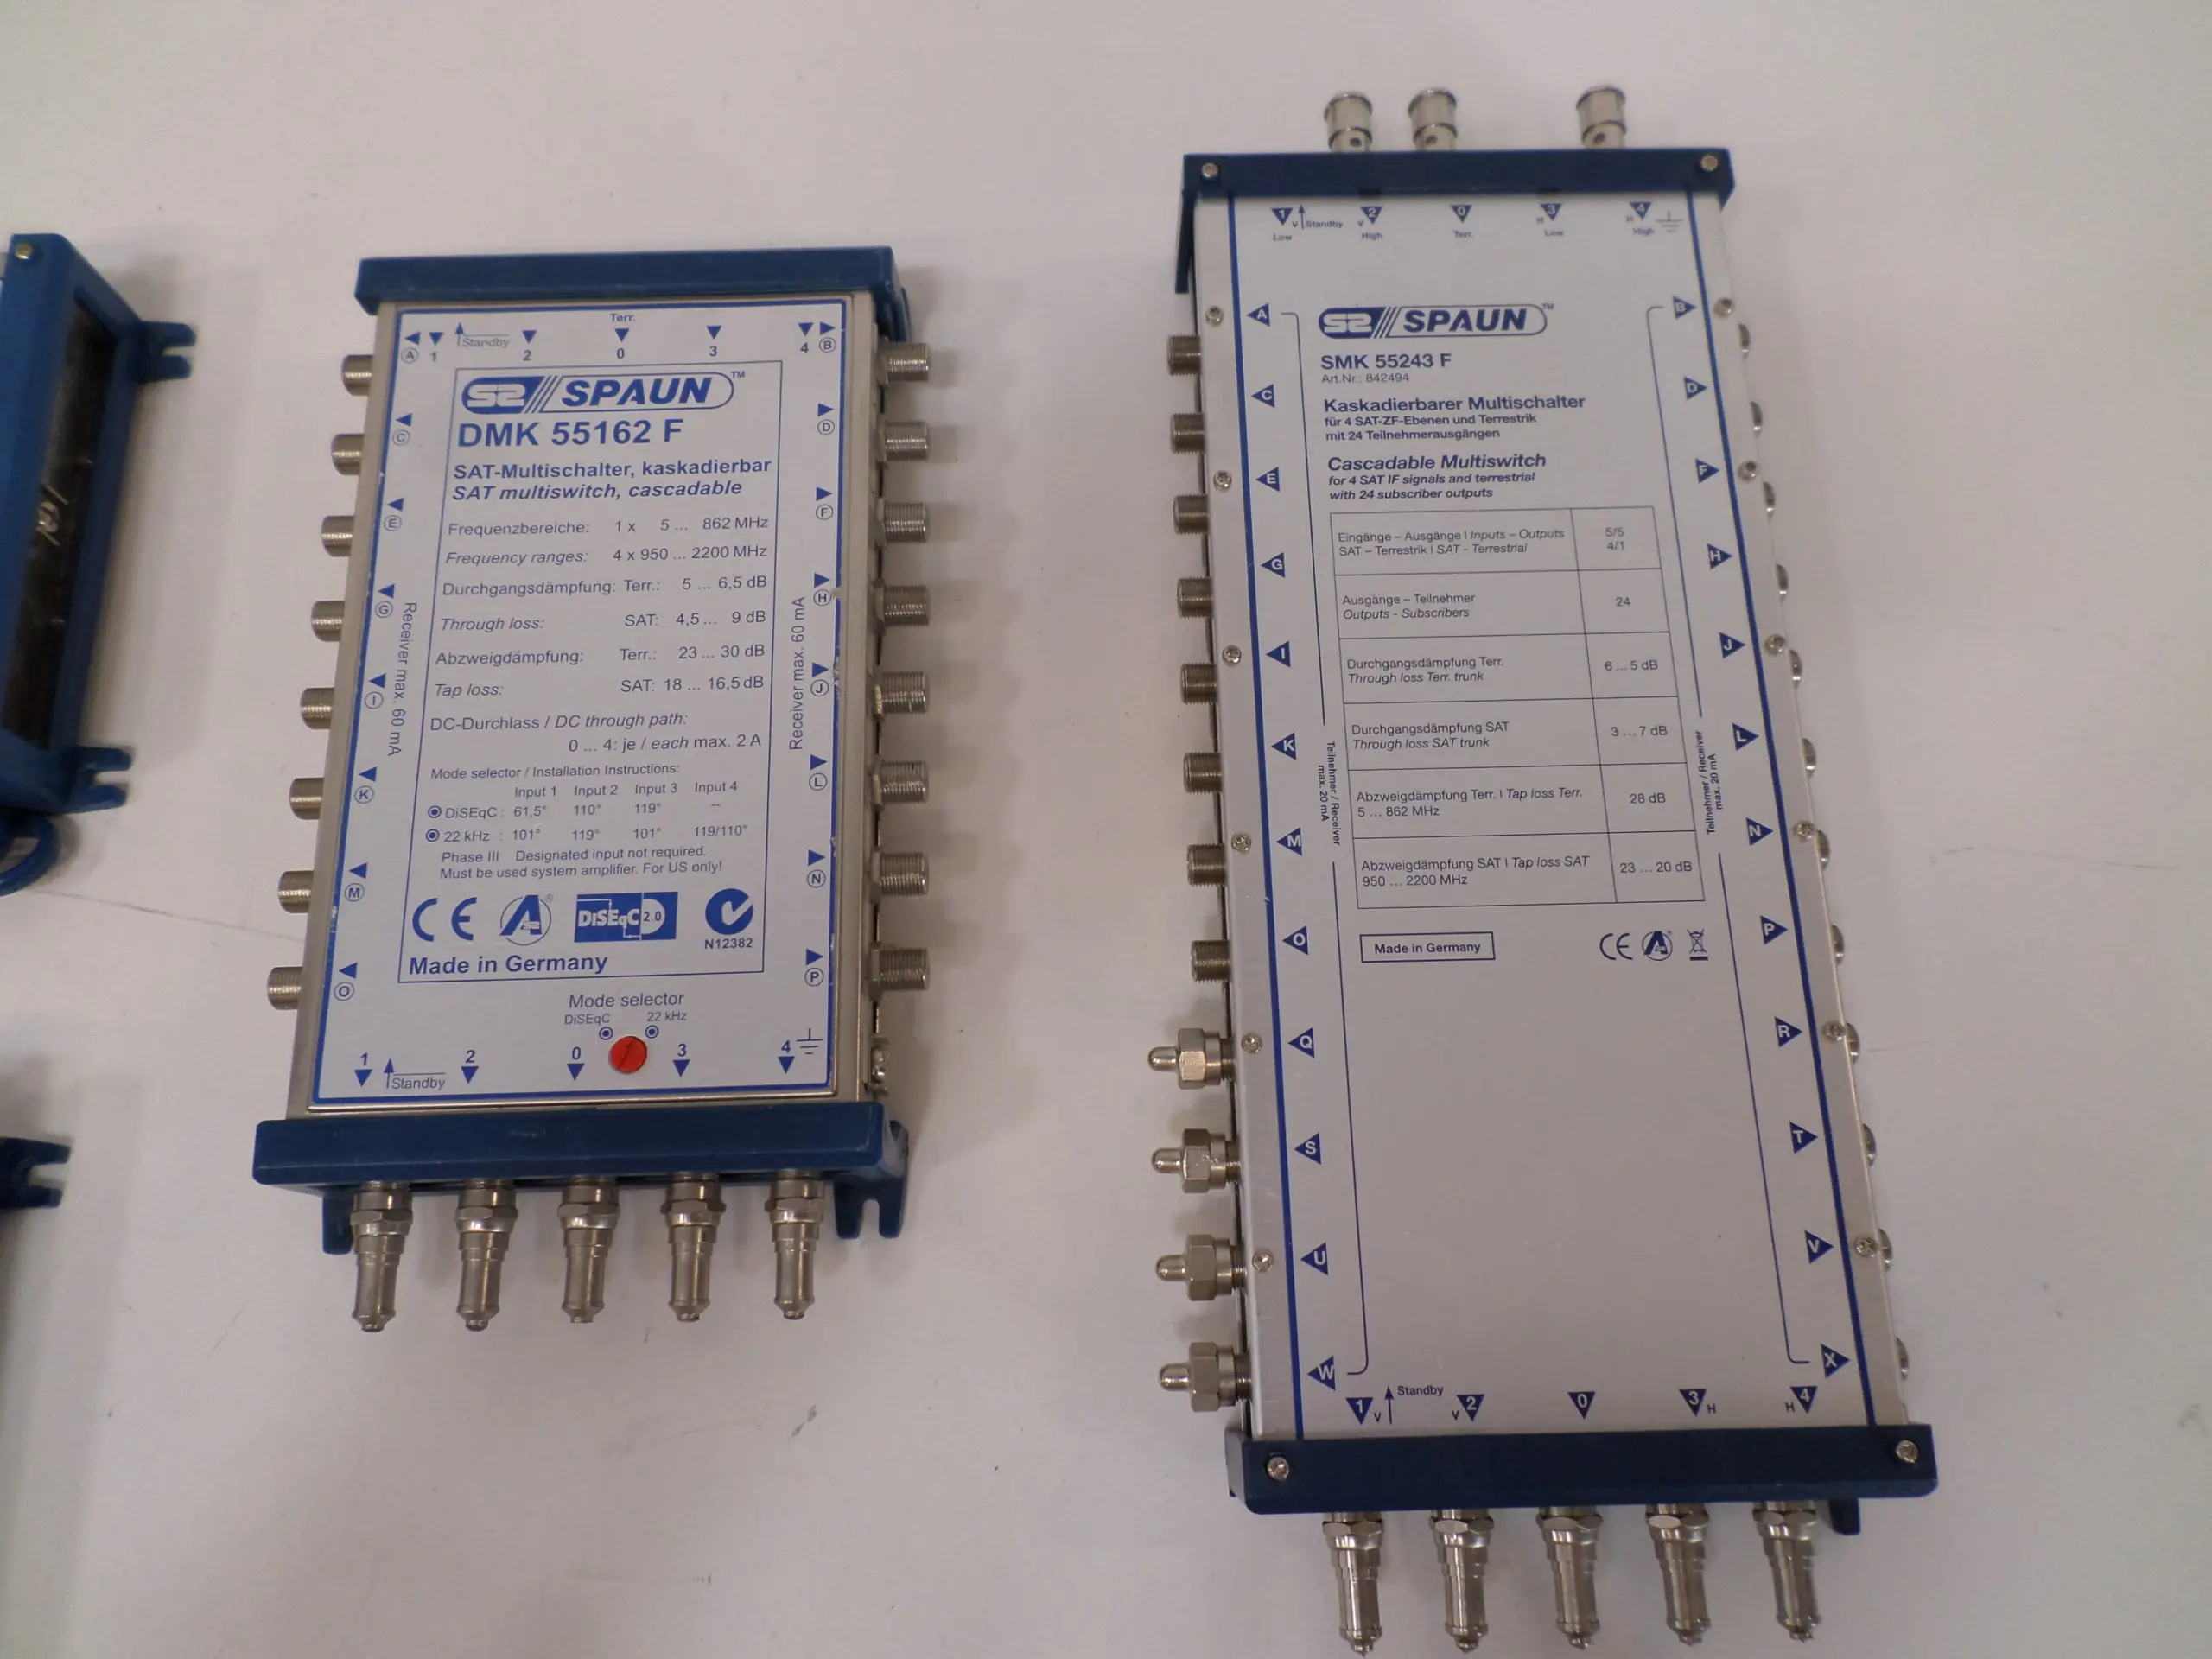 A 1 Standby 2 Terr. 0 3 4 B
SPAUN™
DMK 55162 F
SAT-Multischalter, kaskadierbar
SAT multiswitch, cascadable
Frequenzbereiche: 1 x 5 ... 862 MHz
Frequency ranges: 4 x 950 ... 2200 MHz
Durchgangsdämpfung: Terr.: 5 ... 6,5 dB
Through loss: SAT: 4,5 ... 9 dB
Abzweigdämpfung: Terr.: 23 ... 30 dB
Tap loss: SAT: 18 ... 16,5 dB
DC-Durchlass / DC through path:
0 ... 4: je / each max. 2 A
Mode selector / Installation Instructions:
Input 1 Input 2 Input 3 Input 4
DiSEqC : 61,5° 110° 119° --
22 kHz : 101° 119° 101° 119/110°
Phase III Designated input not required.
Must be used system amplifier. For US only!
CE A® DiSEqC 2.0
N12382
Made in Germany
Mode selector
DiSEqC 22 kHz
1 Standby 2 0 3 4
C
E
G
I
K
M
O
Receiver max. 60 mA
D
F
H
J
L
N
P
Receiver max. 60 mA
1 V Standby V 2 0 H 3 H 4
Low High Terr. Low High
SPAUN™
SMK 55243 F
Art.Nr.: 842494
Kaskadierbarer Multischalter
für 4 SAT-ZF-Ebenen und Terrestrik
mit 24 Teilnehmerausgängen
Cascadable Multiswitch
for 4 SAT IF signals and terrestrial
with 24 subscriber outputs
Eingänge – Ausgänge | Inputs – Outputs 5/5
SAT – Terrestrik | SAT - Terrestrial 4/1
Ausgänge – Teilnehmer 24
Outputs - Subscribers
Durchgangsdämpfung Terr. 6 ... 5 dB
Through loss Terr. trunk
Durchgangsdämpfung SAT 3 ... 7 dB
Through loss SAT trunk
Abzweigdämpfung Terr. | Tap loss Terr. 28 dB
5 ... 862 MHz
Abzweigdämpfung SAT | Tap loss SAT 23 ... 20 dB
950 ... 2200 MHz
Made in Germany CE A
A
C
E
G
I
K
M
O
Q
S
U
W
Teilnehmer / Receiver
max. 20 mA
B
D
F
H
J
L
N
P
R
T
V
X
Teilnehmer / Receiver
max. 20 mA
1 V Standby V 2 0 3 H H 4